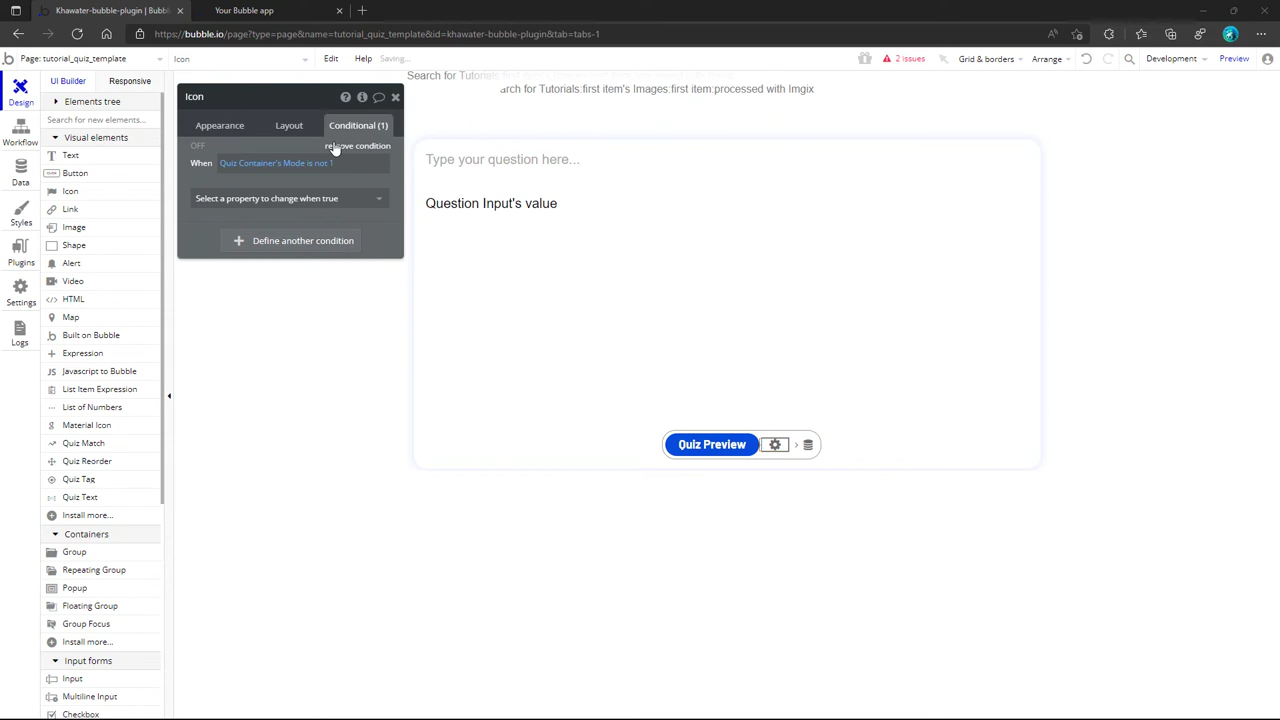 Khawater-bubble-plugin | Bubbl
Your Bubble app
https://bubble.io/page?type=page&name=tutorial_quiz_template&id=khawater-bubble-plugin&tab=tabs-1
Page: tutorial_quiz_template
Icon
Edit
Help
Saving...
2 issues
Grid & borders
Arrange
Development
Preview
Design
Workflow
Data
Styles
Plugins
Settings
Logs
UI Builder
Responsive
Elements tree
Search for new elements...
Visual elements
Text
Button
Icon
Link
Image
Shape
Alert
Video
HTML
Map
Built on Bubble
Expression
Javascript to Bubble
List Item Expression
List of Numbers
Material Icon
Quiz Match
Quiz Reorder
Quiz Tag
Quiz Text
Install more...
Containers
Group
Repeating Group
Popup
Floating Group
Group Focus
Install more...
Input forms
Input
Multiline Input
Checkbox
Icon
Appearance
Layout
Conditional (1)
OFF
condition
When
Quiz Container's Mode is not 1
Select a property to change when true
Define another condition
Search for Tutorials:first item's
arch for Tutorials:first item's Images:first item:processed with Imgix
Type your question here...
Question Input's value
Quiz Preview